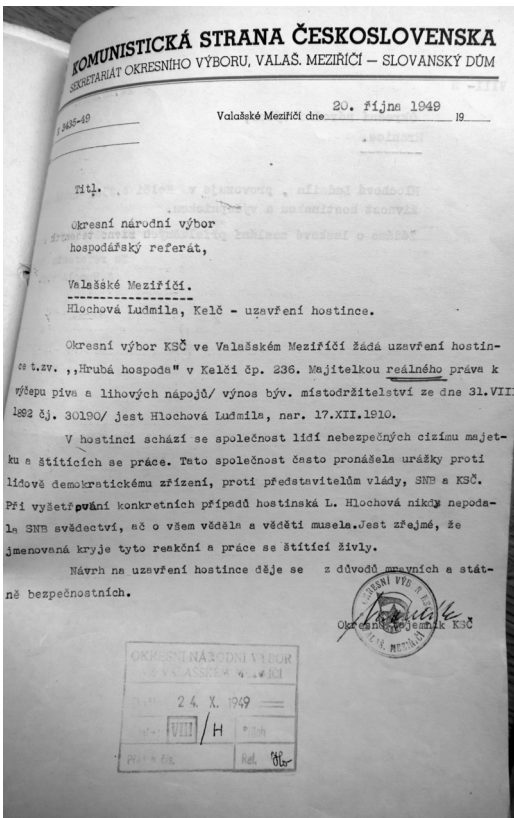 KOMUNISTICKÁ STRANA ČESKOSLOVENSKA
SEKRETARIÁT OKRESNÍHO VÝBORU, VALAŠ. MEZIŘÍČÍ — SLOVANSKÝ DŮM
3435-49
Valašské Meziříčí dne 20. října 1949 19
Titl.
Okresní národní výbor
hospodářský referát,
Valašské Meziříčí.
Hlochová Ludmila, Kelč - uzavření hostince.
Okresní výbor KSČ ve Valašském Meziříčí žádá uzavření hostin-
ce t.zv. ,,Hrubá hospoda" v Kelči čp. 236. Majitelkou reálného práva k
výčepu piva a lihových nápojů/ výnos býv. místodržitelství ze dne 31.VIII
1892 čj. 30190/ jest Hlochová Ludmila, nar. 17.XII.1910.
V hostinci schází se společnost lidí nebezpečných cizímu majet-
ku a štítících se práce. Tato společnost často pronášela urážky proti
lidově demokratickému zřízení, proti představitelům vlády, SNB a KSČ.
Při vyšetřování konkretních případů hostinská L. Hlochová nikdy nepoda-
la SNB svědectví, ač o všem věděla a věděti musela.Jest zřejmé, že
jmenovaná kryje tyto reakční a práce se štítící živly.
Návrh na uzavření hostince děje se z důvodů mravních a stát-
ně bezpečnostních.
Okresní tajemník KSČ
OKRESNÍ NÁRODNÍ VÝBOR
VE VALAŠSKÉM MEZIŘÍČÍ
24. X. 1949
VIII/H
Ref.